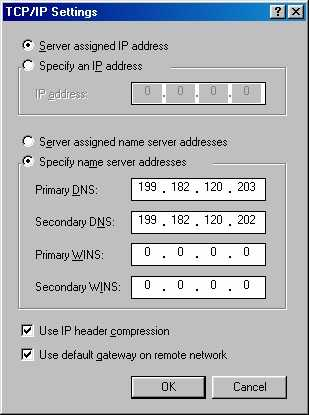 TCP/IP Settings
Server assigned IP address
Specify an IP address
IP address: 0 . 0 . 0 . 0
Server assigned name server addresses
Specify name server addresses
Primary DNS: 199 . 182 . 120 . 203
Secondary DNS: 199 . 182 . 120 . 202
Primary WINS: 0 . 0 . 0 . 0
Secondary WINS: 0 . 0 . 0 . 0
Use IP header compression
Use default gateway on remote network
OK Cancel